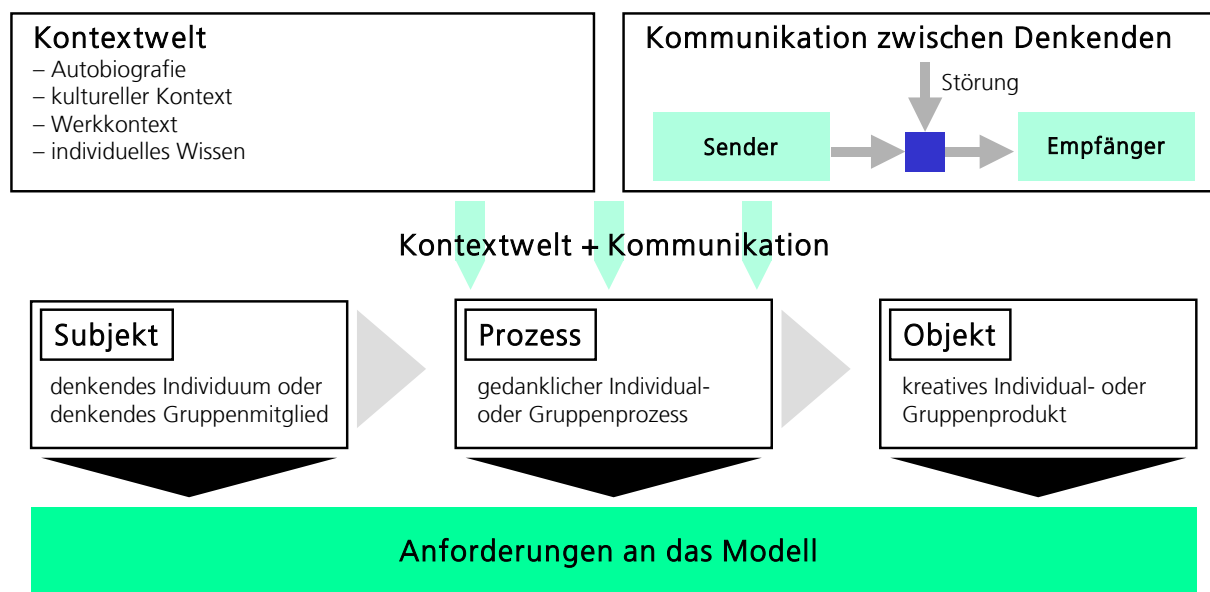 Kontextwelt
– Autobiografie
– kultureller Kontext
– Werkkontext
– individuelles Wissen
Kommunikation zwischen Denkenden
Störung
Sender
Empfänger
Kontextwelt + Kommunikation
Subjekt
denkendes Individuum oder
denkendes Gruppenmitglied
Prozess
gedanklicher Individual-
oder Gruppenprozess
Objekt
kreatives Individual- oder
Gruppenprodukt
Anforderungen an das Modell